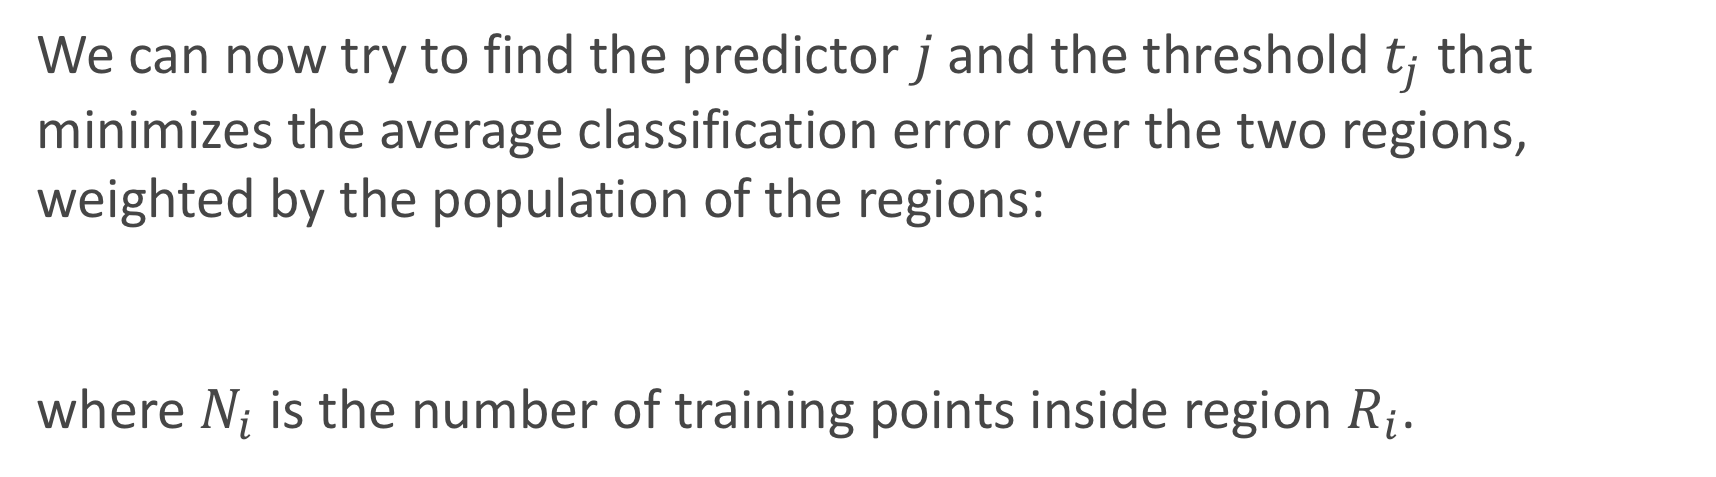 We can now try to find the predictor j and the threshold t_j that
minimizes the average classification error over the two regions,
weighted by the population of the regions:
where N_i is the number of training points inside region R_i.